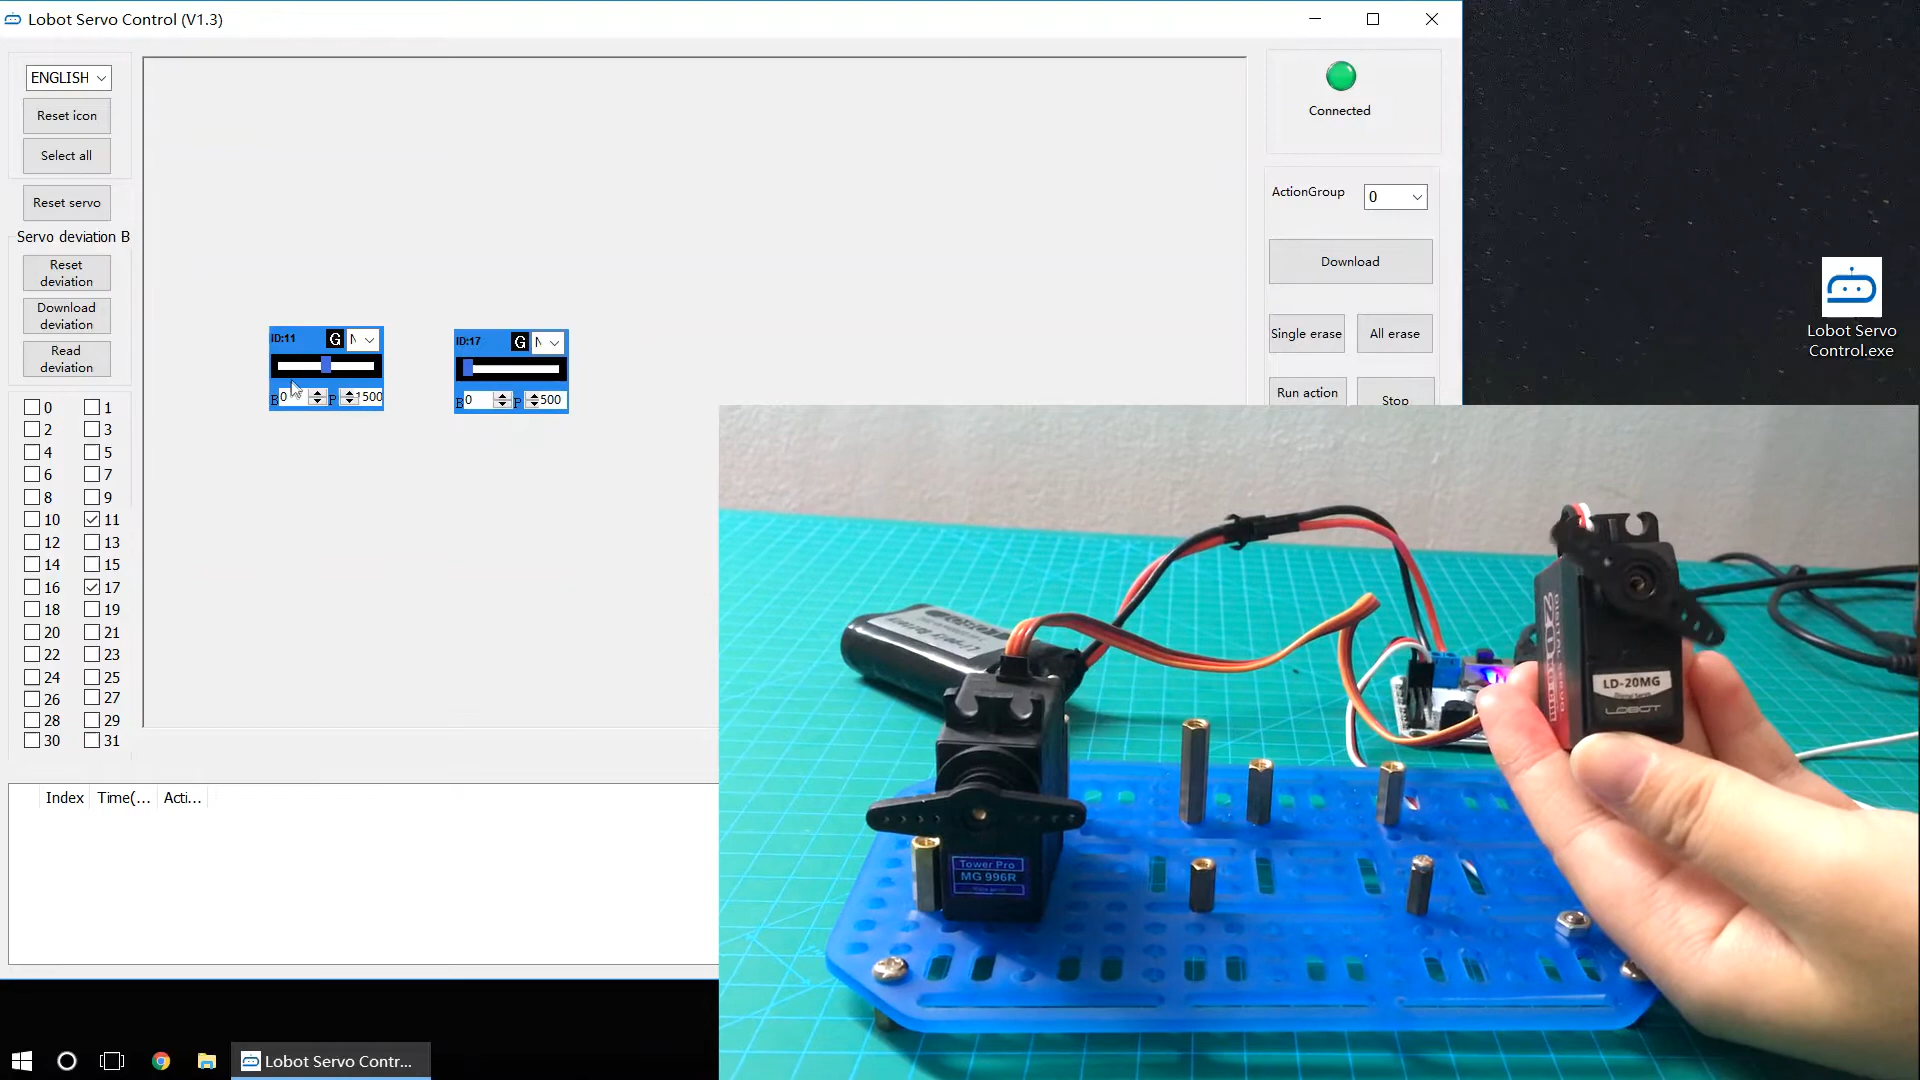 Lobot Servo Control (V1.3)
ENGLISH
Reset icon
Select all
Reset servo
Servo deviation B
Reset
deviation
Download
deviation
Read
deviation
0 1
2 3
4 5
6 7
8 9
10 11
12 13
14 15
16 17
18 19
20 21
22 23
24 25
26 27
28 29
30 31
ID:11 G
B 0 P 1500
ID:17 G
B 0 P 500
Connected
ActionGroup 0
Download
Single erase All erase
Run action Stop
Index Time(... Acti...
Lobot Servo
Control.exe
Lobot Servo Contr...
Tower Pro
MG 996R
LD-20MG
LOBOT